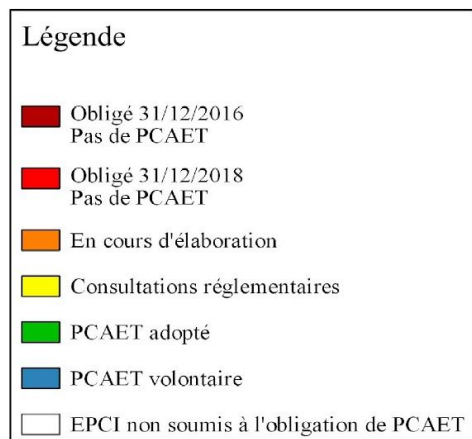 Légende
Obligé 31/12/2016
Pas de PCAET
Obligé 31/12/2018
Pas de PCAET
En cours d'élaboration
Consultations réglementaires
PCAET adopté
PCAET volontaire
EPCI non soumis à l'obligation de PCAET